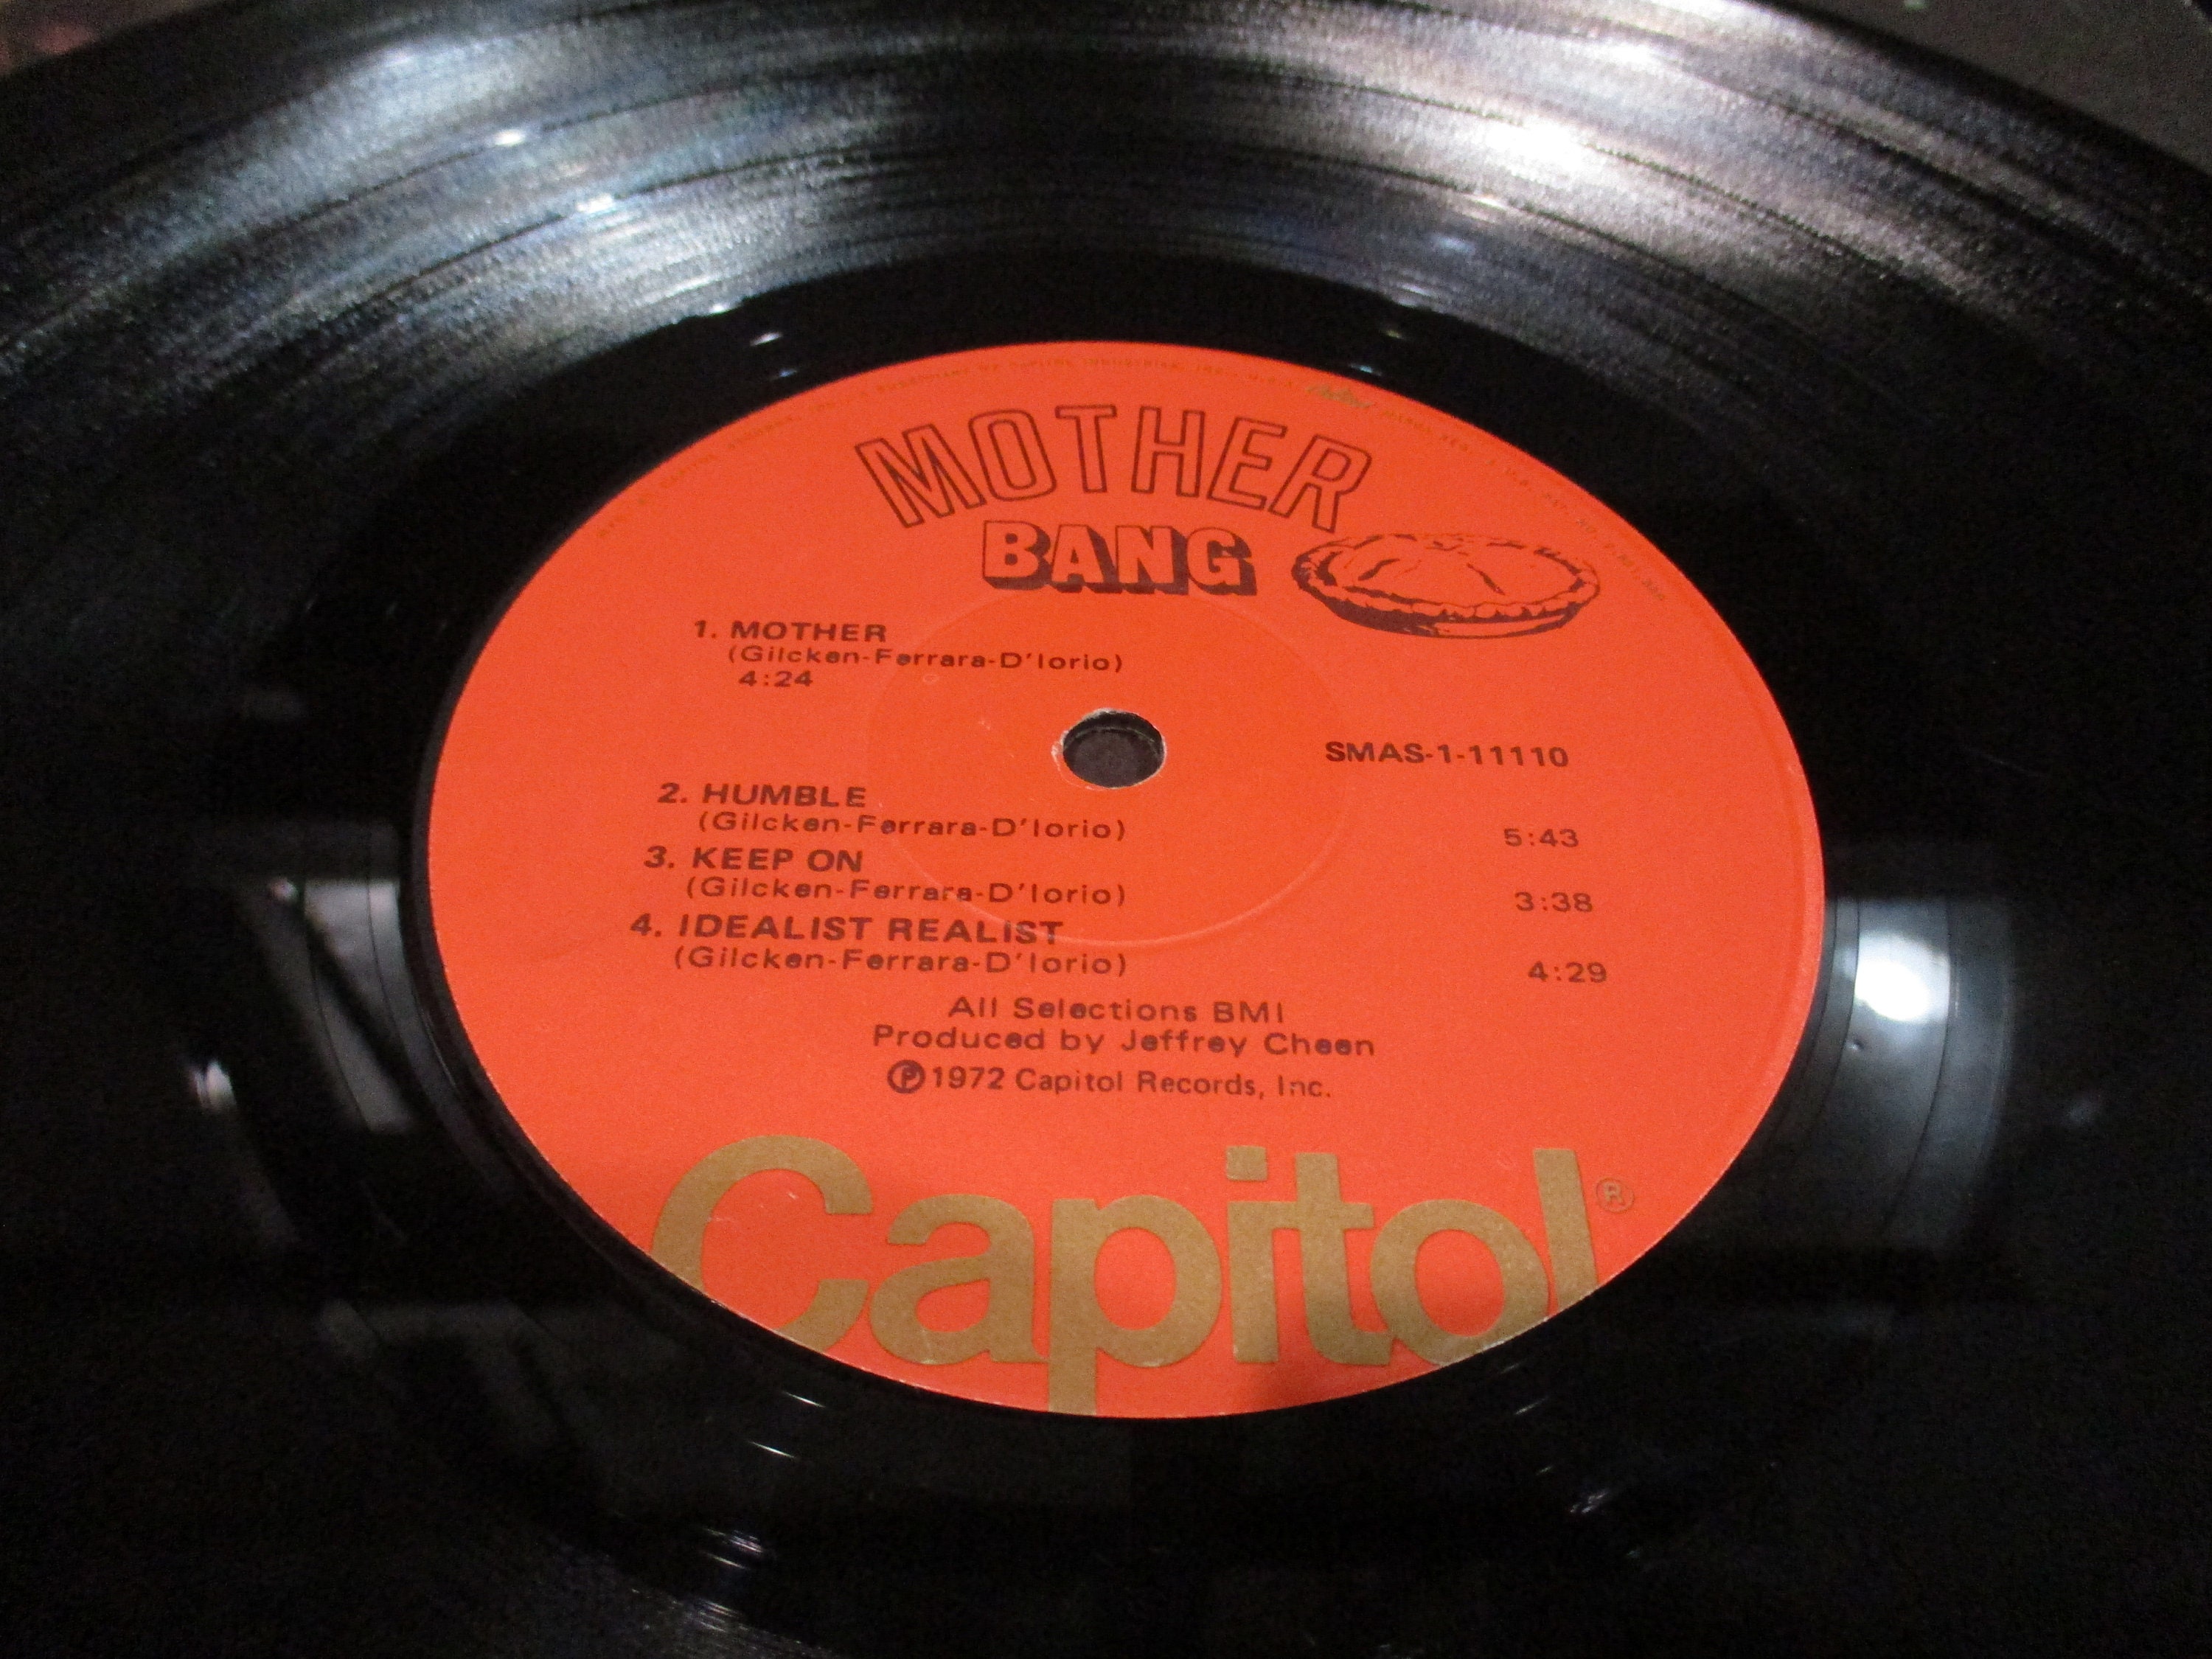 MOTHER
BANG
1. MOTHER
(Gilcken-Ferrara-D'Iorio)
4:24
SMAS-1-11110
2. HUMBLE
(Gilcken-Ferrara-D'Iorio) 5:43
3. KEEP ON
(Gilcken-Ferrara-D'Iorio) 3:38
4. IDEALIST REALIST
(Gilcken-Ferrara-D'Iorio) 4:29
All Selections BMI
Produced by Jeffrey Cheen
℗1972 Capitol Records, Inc.
Capitol®